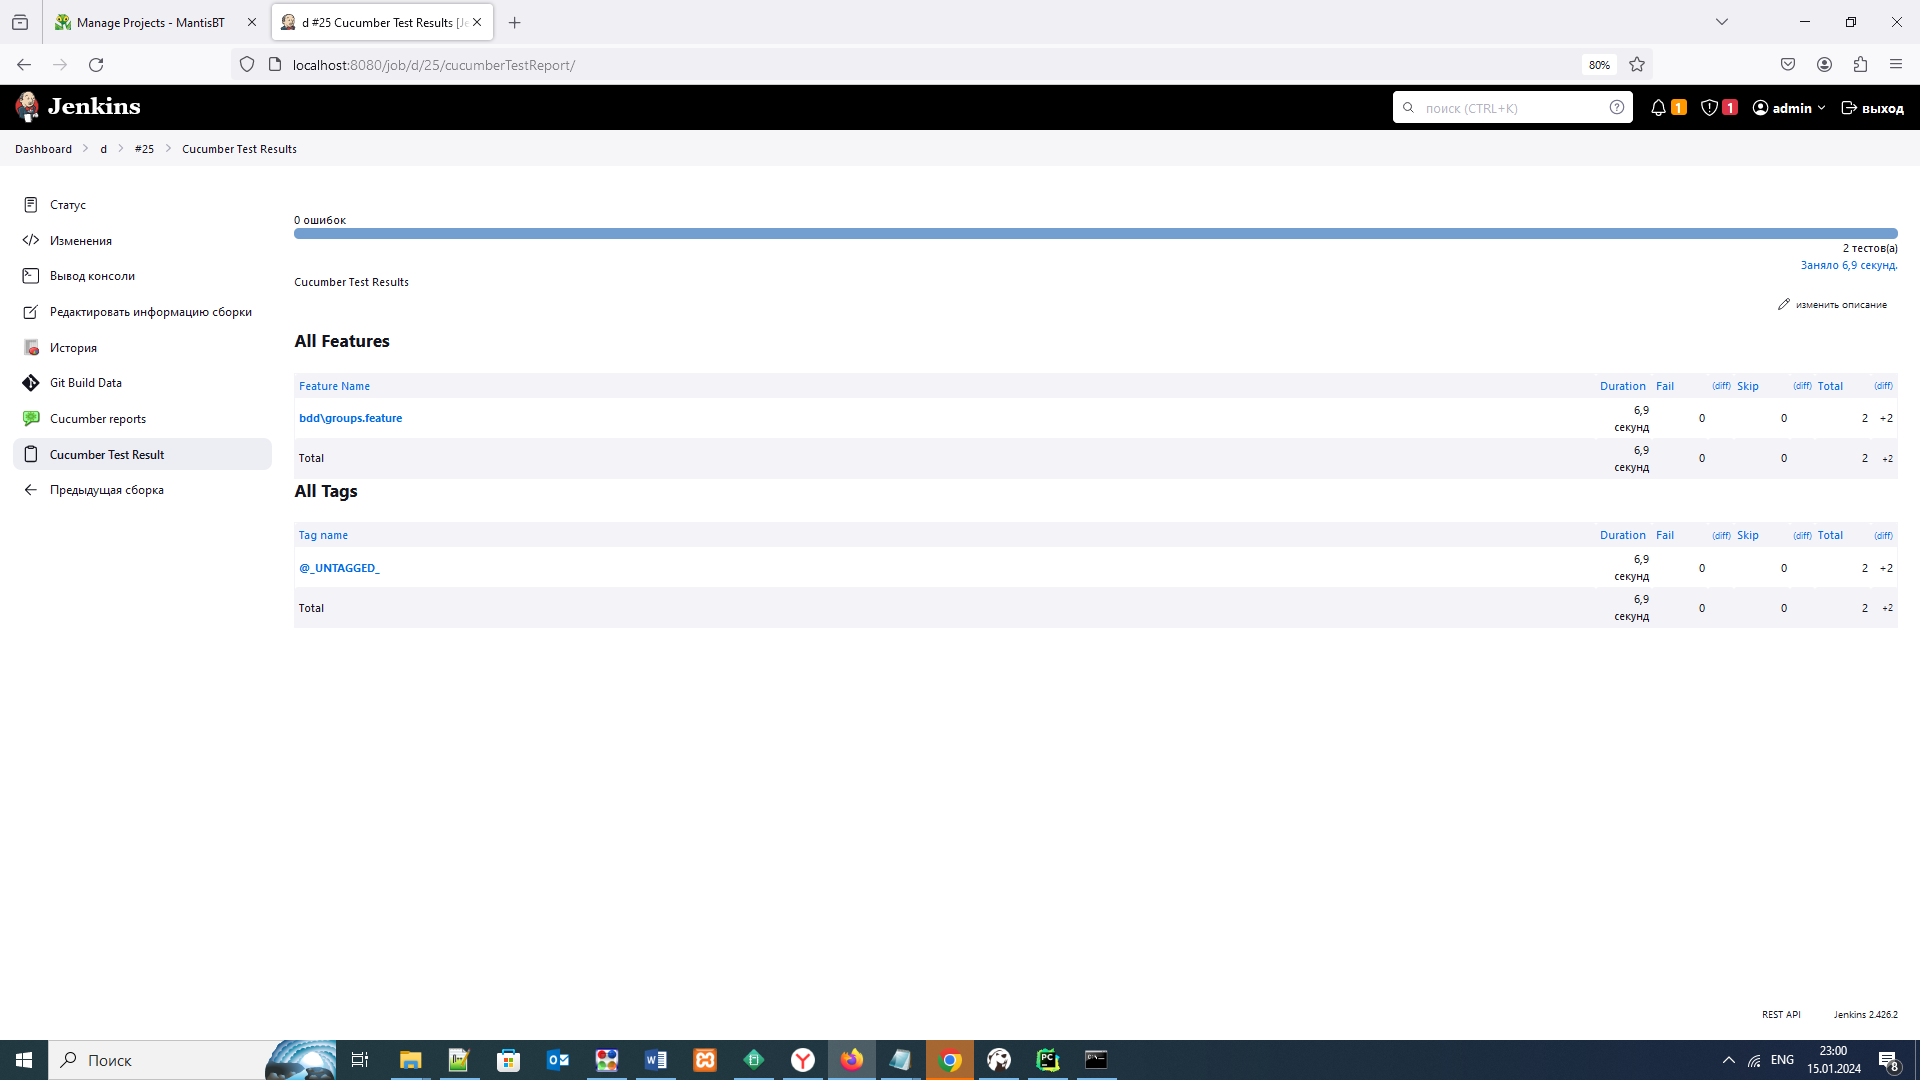 Manage Projects - MantisBT
d #25 Cucumber Test Results [Je
localhost:8080/job/d/25/cucumberTestReport/
80%
Jenkins
поиск (CTRL+K)
1
1
admin
выход
Dashboard
d
#25
Cucumber Test Results
Статус
Изменения
Вывод консоли
Редактировать информацию сборки
История
Git Build Data
Cucumber reports
Cucumber Test Result
Предыдущая сборка
0 ошибок
2 тестов(а)
Заняло 6,9 секунд.
Cucumber Test Results
изменить описание
All Features
Feature Name Duration Fail (diff) Skip (diff) Total (diff)
bdd\groups.feature 6,9 секунд 0 0 2 +2
Total 6,9 секунд 0 0 2 +2
All Tags
Tag name Duration Fail (diff) Skip (diff) Total (diff)
@_UNTAGGED_ 6,9 секунд 0 0 2 +2
Total 6,9 секунд 0 0 2 +2
REST API
Jenkins 2.426.2
Поиск
ENG
23:00
15.01.2024
8